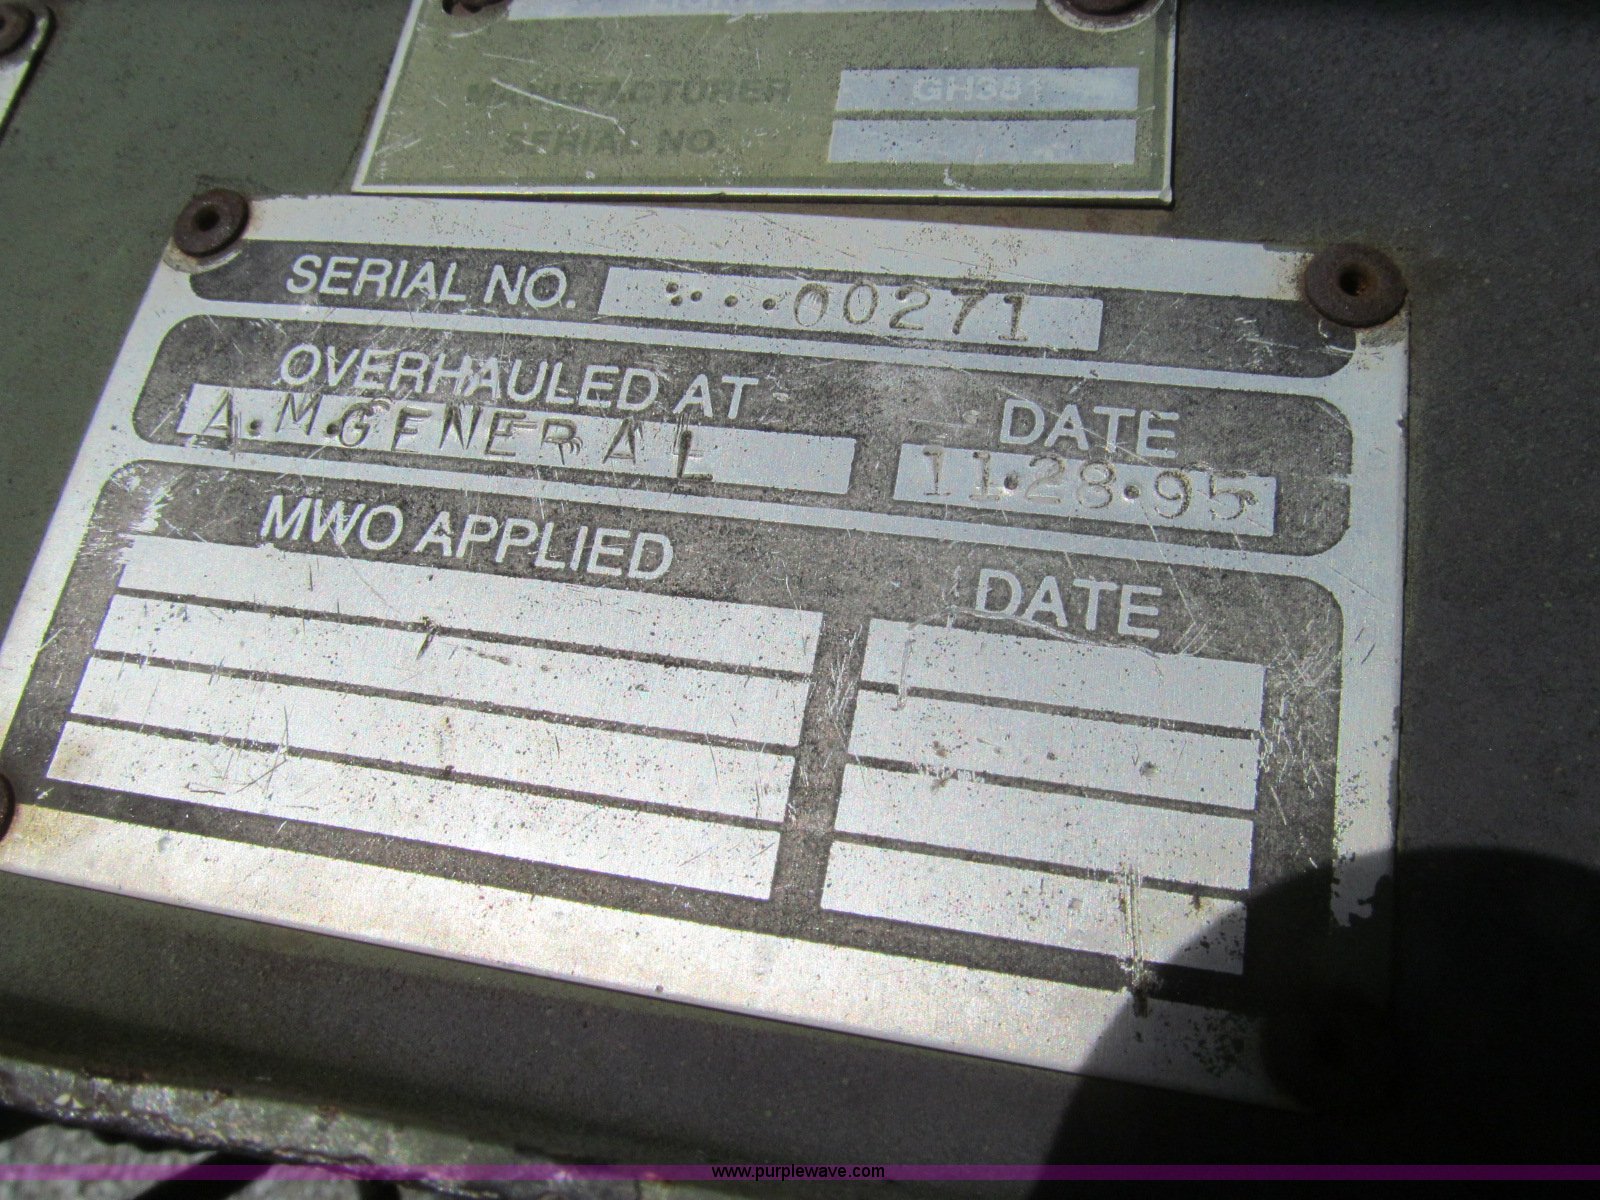 MANUFACTURER GH351
SERIAL NO.
SERIAL NO. 00271
OVERHAULED AT DATE
A.M.GENERAL 11.28.95
MWO APPLIED DATE
www.purplewave.com